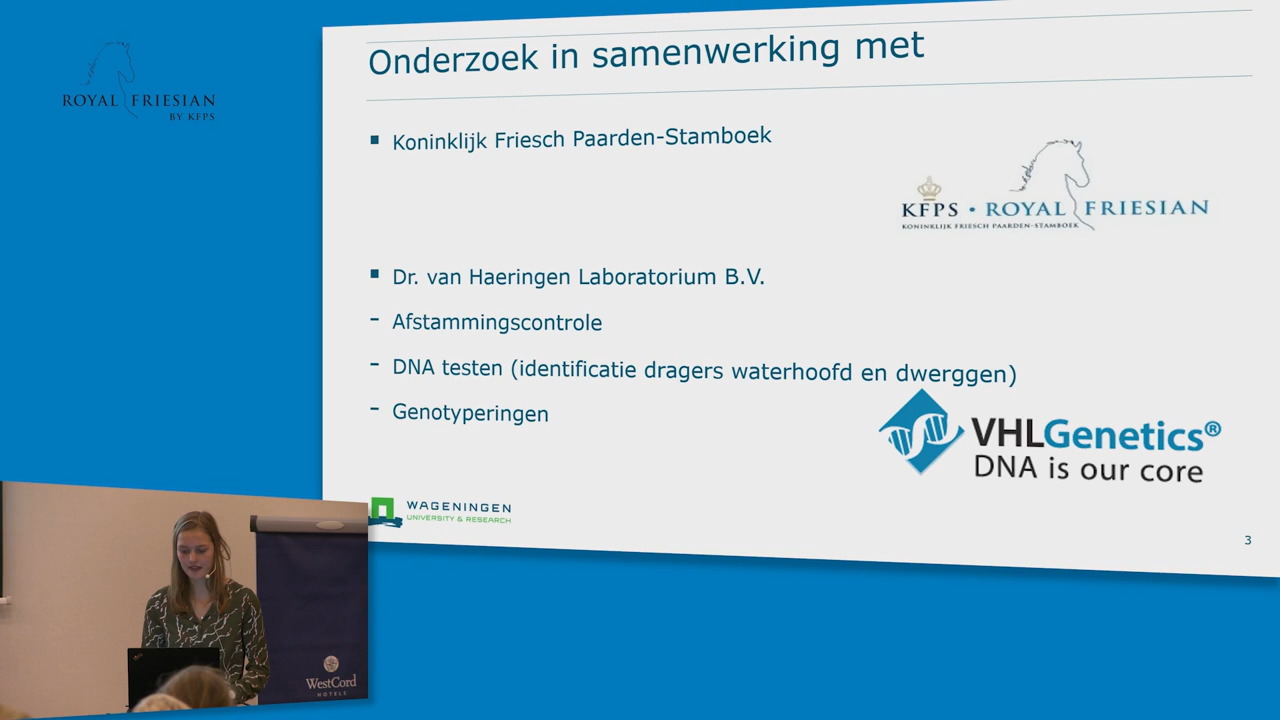 ROYAL FRIESIAN
BY KFPS
Onderzoek in samenwerking met
▪ Koninklijk Friesch Paarden-Stamboek
KFPS • ROYAL FRIESIAN
KONINKLIJK FRIESCH PAARDEN-STAMBOEK
▪ Dr. van Haeringen Laboratorium B.V.
- Afstammingscontrole
- DNA testen (identificatie dragers waterhoofd en dwerggen)
- Genotyperingen
VHLGenetics®
DNA is our core
WAGENINGEN
UNIVERSITY & RESEARCH
3
WestCord
HOTELS